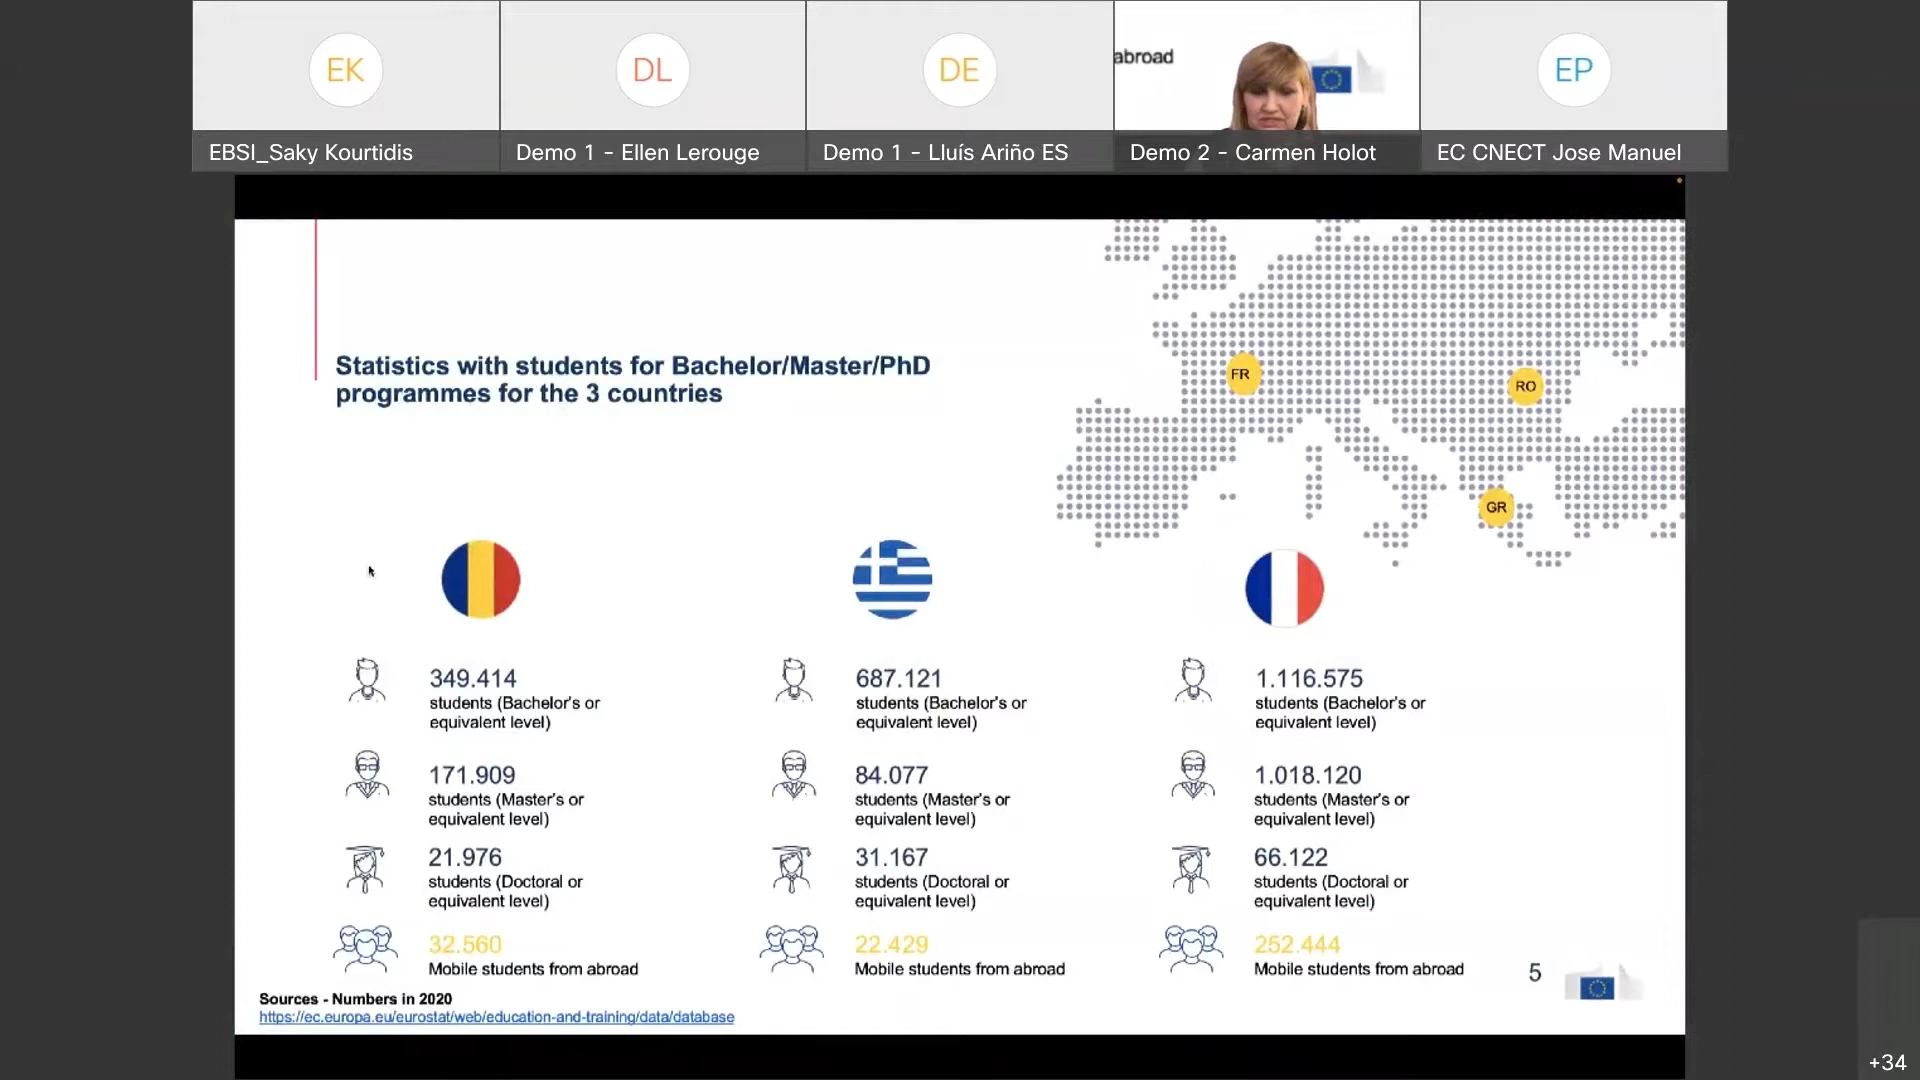 EK
DL
DE
abroad
EP
EBSI_Saky Kourtidis
Demo 1 - Ellen Lerouge
Demo 1 - Lluís Ariño ES
Demo 2 - Carmen Holot
EC CNECT Jose Manuel
Statistics with students for Bachelor/Master/PhD
programmes for the 3 countries
FR
RO
GR
349.414
students (Bachelor's or
equivalent level)
171.909
students (Master's or
equivalent level)
21.976
students (Doctoral or
equivalent level)
32.560
Mobile students from abroad
687.121
students (Bachelor's or
equivalent level)
84.077
students (Master's or
equivalent level)
31.167
students (Doctoral or
equivalent level)
22.429
Mobile students from abroad
1.116.575
students (Bachelor's or
equivalent level)
1.018.120
students (Master's or
equivalent level)
66.122
students (Doctoral or
equivalent level)
252.444
Mobile students from abroad
5
Sources - Numbers in 2020
https://ec.europa.eu/eurostat/web/education-and-training/data/database
+34